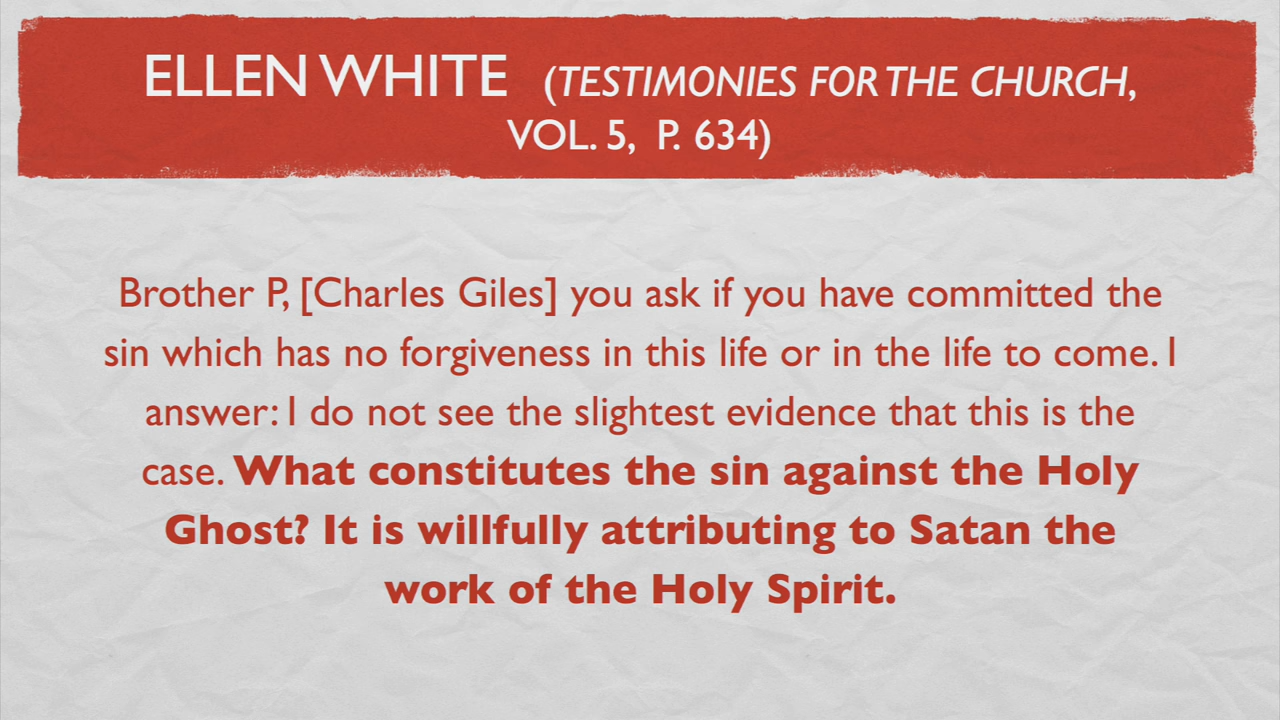 ELLEN WHITE (TESTIMONIES FOR THE CHURCH,
VOL. 5, P. 634)
Brother P, [Charles Giles] you ask if you have committed the
sin which has no forgiveness in this life or in the life to come. I
answer: I do not see the slightest evidence that this is the
case. What constitutes the sin against the Holy
Ghost? It is willfully attributing to Satan the
work of the Holy Spirit.